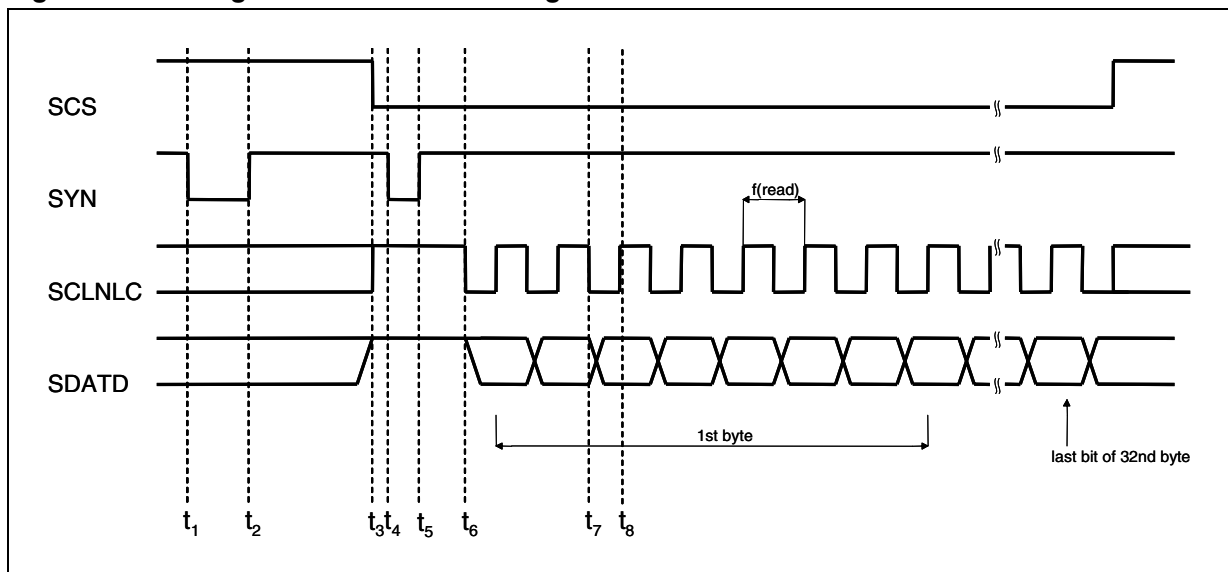 SCS
SYN
f(read)
SCLNLC
SDATD
1st byte
last bit of 32nd byte
t1 t2 t3 t4 t5 t6 t7 t8